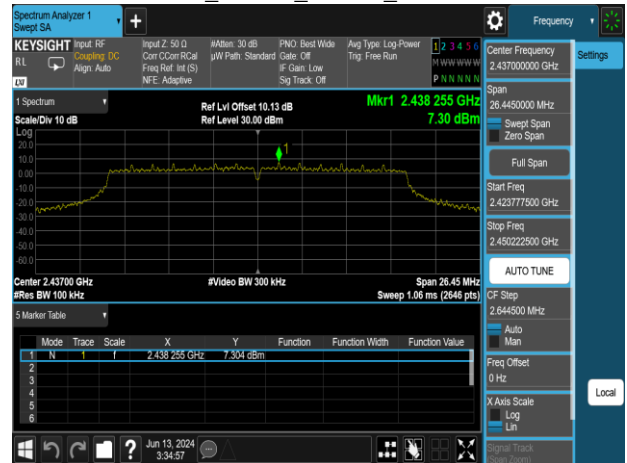 Spectrum Analyzer 1
Swept SA
Frequency
KEYSIGHT
RL
LXI
Input: RF
Coupling: DC
Align: Auto
Input Z: 50 Ω
Corr CCorr RCal
Freq Ref: Int (S)
NFE: Adaptive
#Atten: 30 dB
µW Path: Standard
PNO: Best Wide
Gate: Off
IF Gain: Low
Sig Track: Off
Avg Type: Log-Power
Trig: Free Run
1 2 3 4 5 6
M W W W W W
P N N N N N
1 Spectrum
Scale/Div 10 dB
Ref Lvl Offset 10.13 dB
Ref Level 30.00 dBm
Mkr1 2.438 255 GHz
7.30 dBm
Log
20.0
10.0
0.00
-10.0
-20.0
-30.0
-40.0
-50.0
-60.0
1
Center 2.43700 GHz
#Res BW 100 kHz
#Video BW 300 kHz
Span 26.45 MHz
Sweep 1.06 ms (2646 pts)
5 Marker Table
Mode Trace Scale X Y Function Function Width Function Value
1 N 1 f 2.438 255 GHz 7.304 dBm
2
3
4
5
6
Jun 13, 2024
3:34:57
Center Frequency
2.437000000 GHz
Span
26.4450000 MHz
Swept Span
Zero Span
Full Span
Start Freq
2.423777500 GHz
Stop Freq
2.450222500 GHz
AUTO TUNE
CF Step
2.644500 MHz
Auto
Man
Freq Offset
0 Hz
X Axis Scale
Log
Lin
Signal Track
(Span Zoom)
Settings
Local